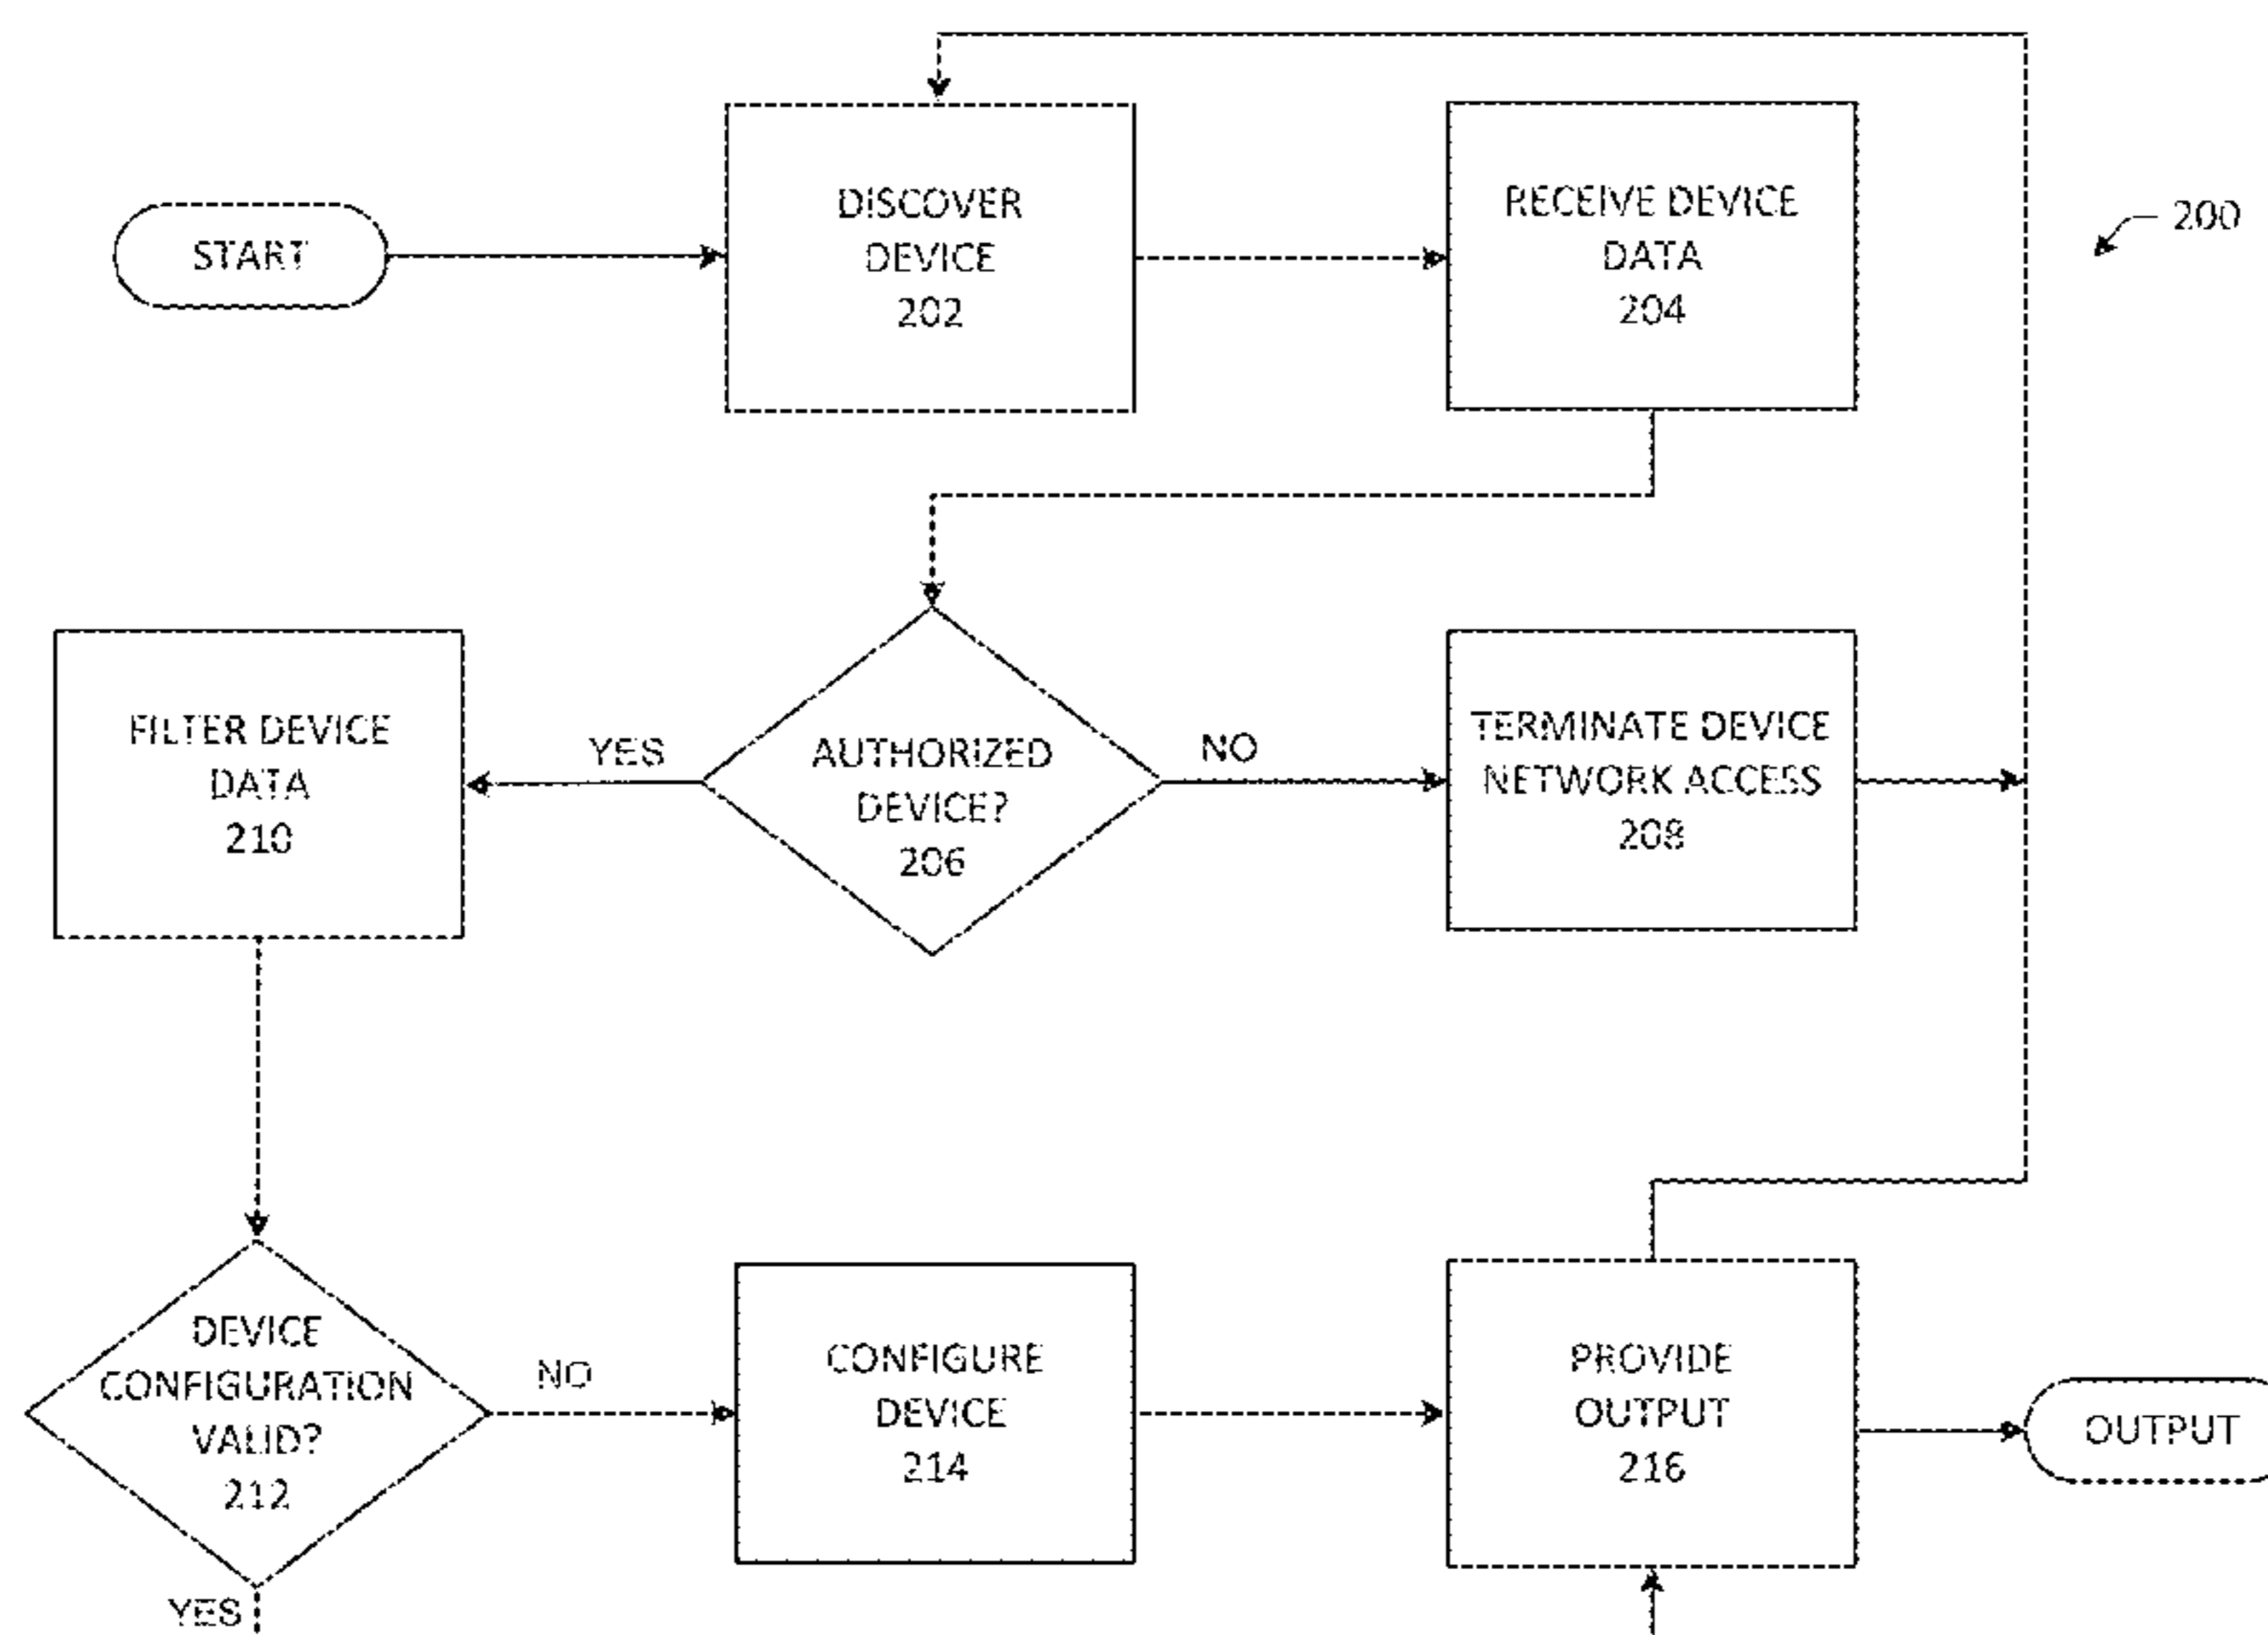 START
DISCOVER
DEVICE
202
RECEIVE DEVICE
DATA
204
200
FILTER DEVICE
DATA
210
YES
AUTHORIZED
DEVICE?
206
NO
TERMINATE DEVICE
NETWORK ACCESS
208
DEVICE
CONFIGURATION
VALID?
212
NO
CONFIGURE
DEVICE
214
PROVIDE
OUTPUT
216
OUTPUT
YES